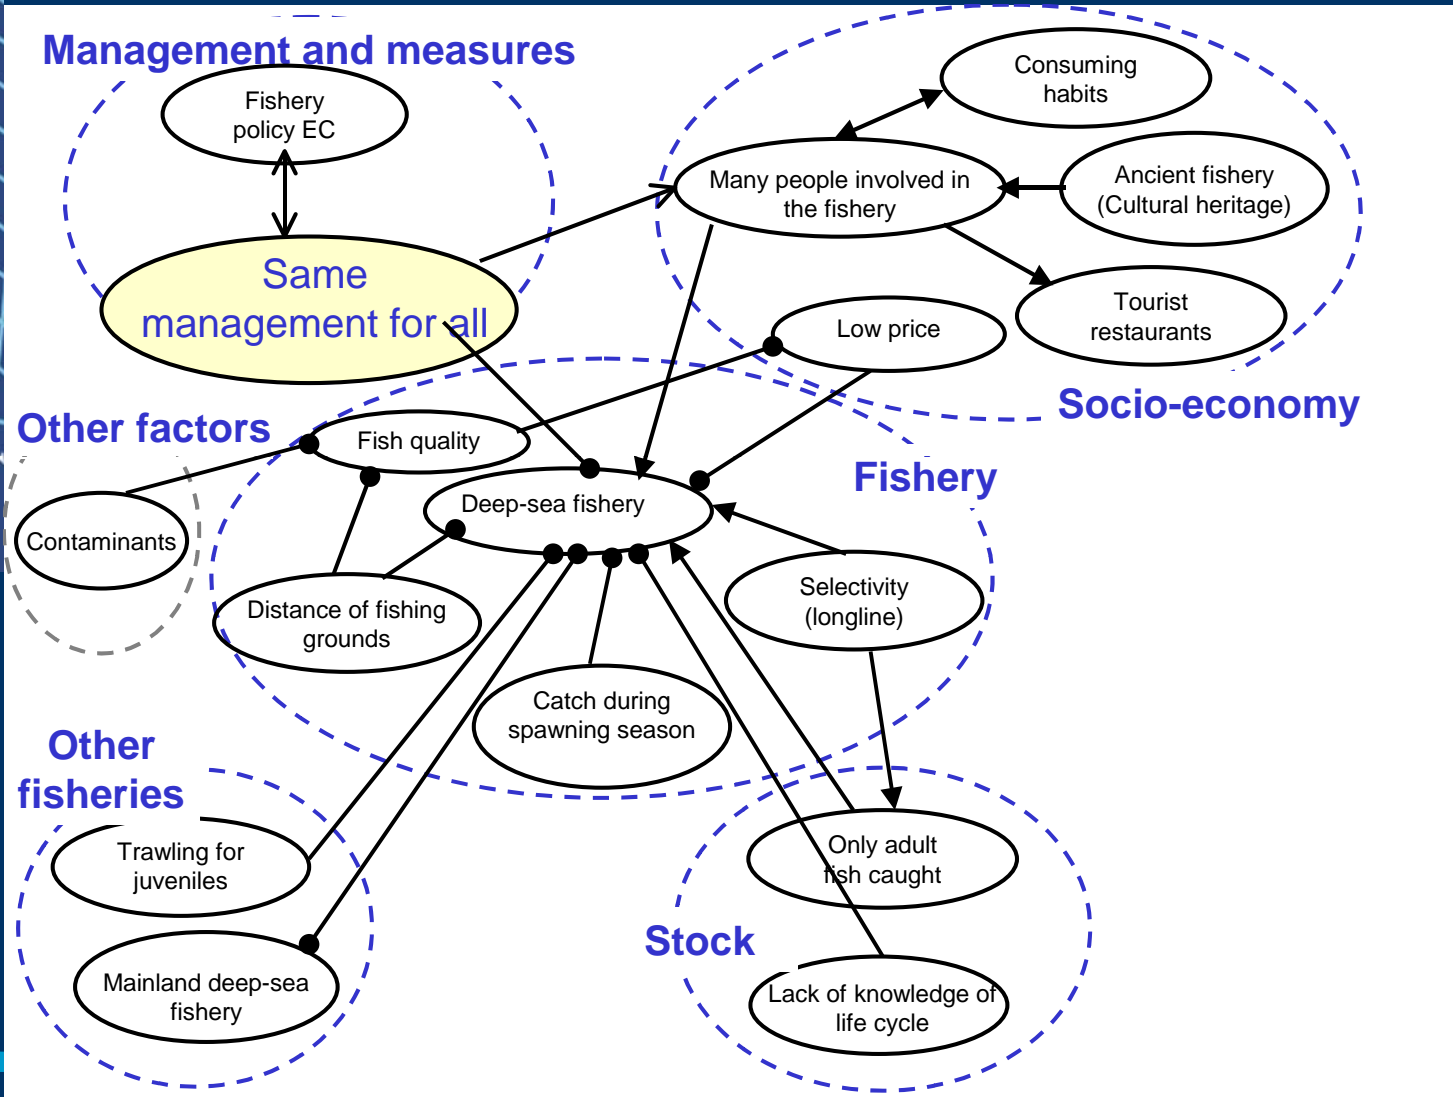 Management and measures
Fishery
policy EC
Same
management for all
Consuming
habits
Many people involved in
the fishery
Ancient fishery
(Cultural heritage)
Tourist
restaurants
Low price
Socio-economy
Other factors
Contaminants
Fish quality
Fishery
Deep-sea fishery
Distance of fishing
grounds
Selectivity
(longline)
Catch during
spawning season
Other
fisheries
Trawling for
juveniles
Mainland deep-sea
fishery
Only adult
fish caught
Stock
Lack of knowledge of
life cycle